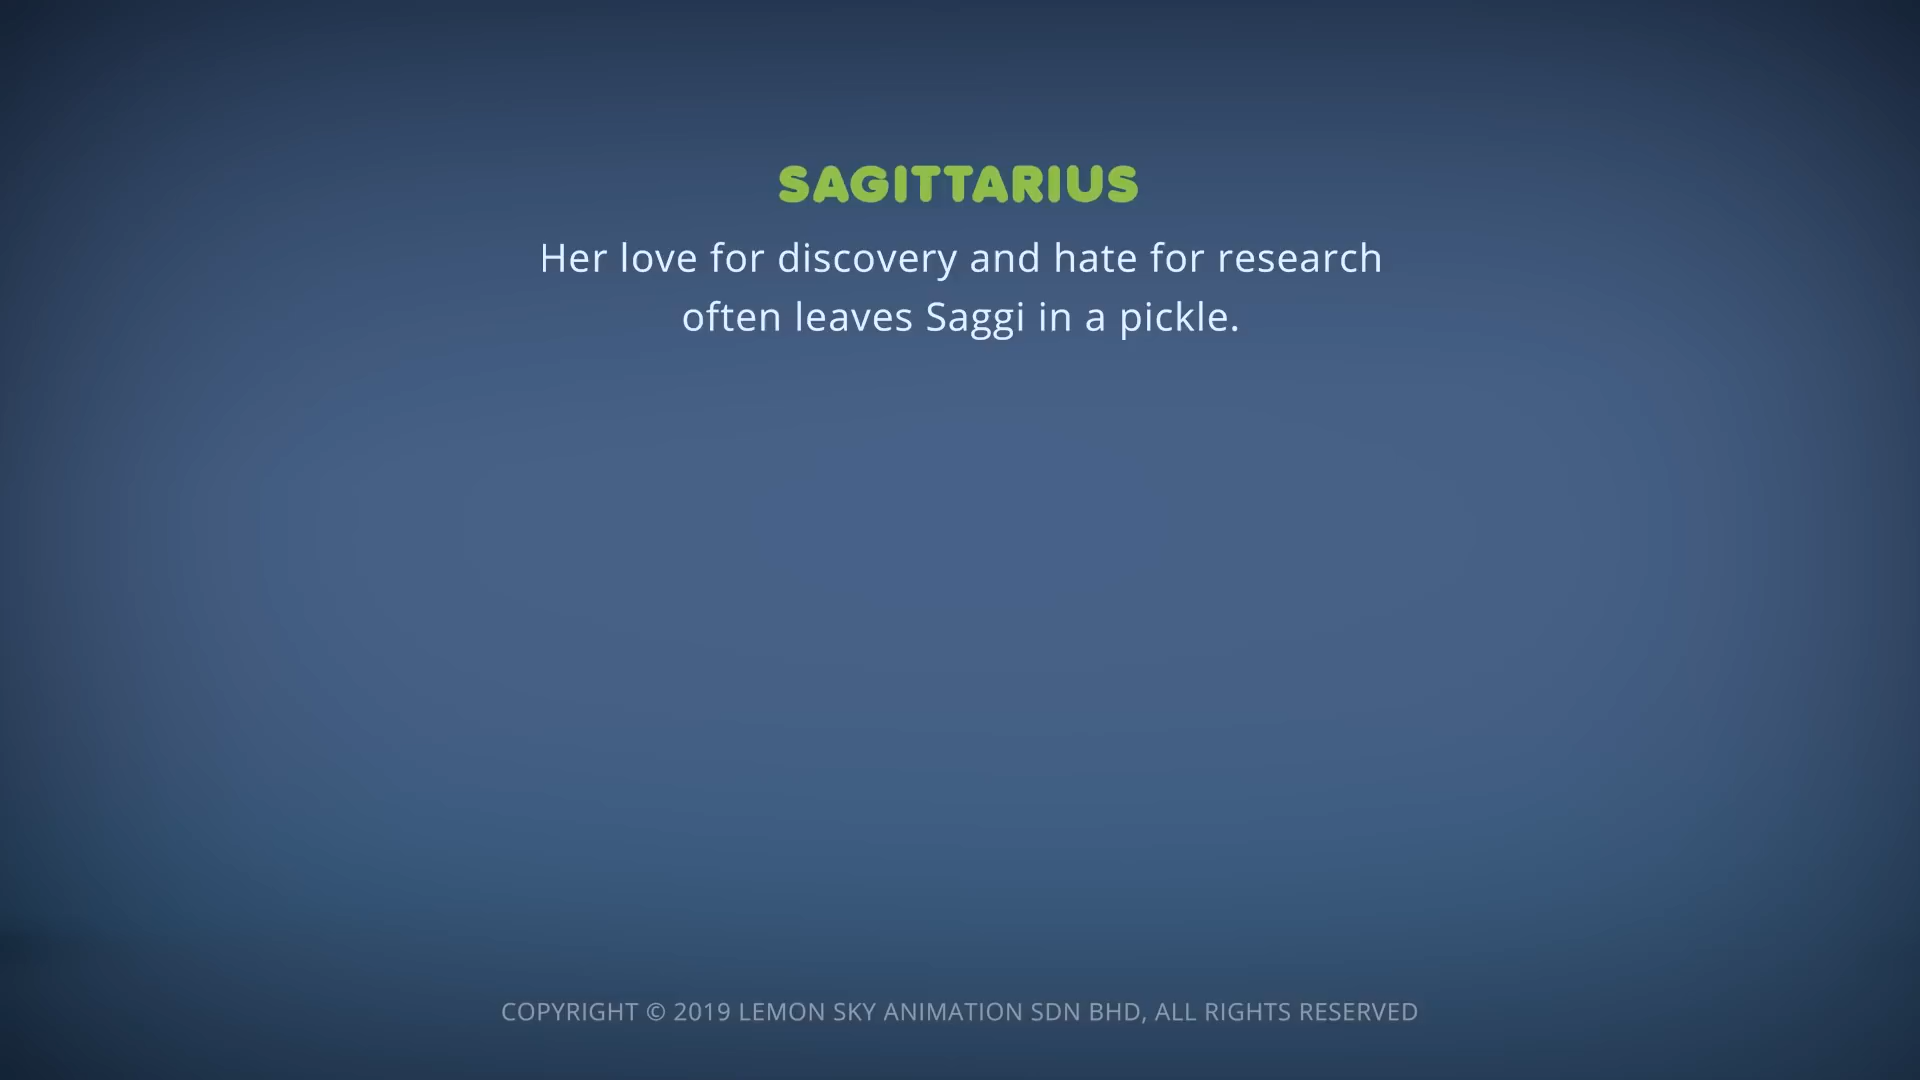 SAGITTARIUS
Her love for discovery and hate for research
often leaves Saggi in a pickle.
COPYRIGHT © 2019 LEMON SKY ANIMATION SDN BHD, ALL RIGHTS RESERVED